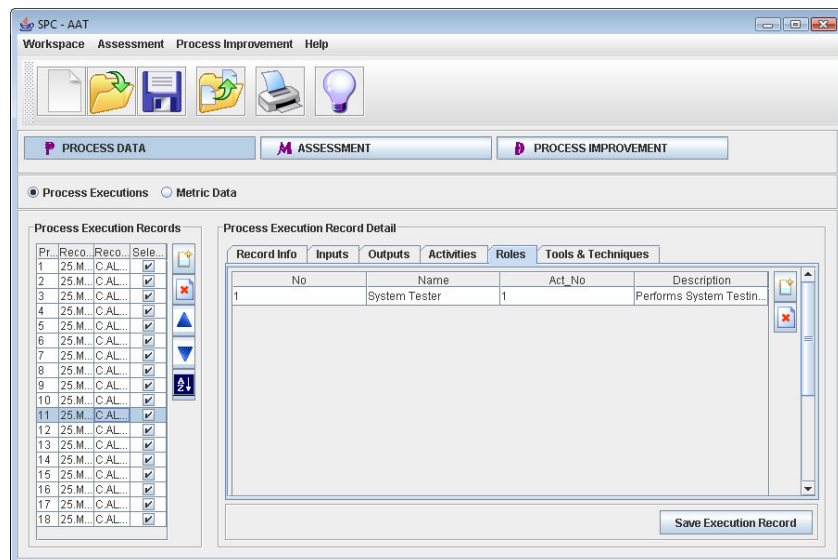 SPC - AAT
Workspace Assessment Process Improvement Help
P PROCESS DATA M ASSESSMENT PROCESS IMPROVEMENT
Process Executions Metric Data
Process Execution Records Process Execution Record Detail
Record Info Inputs Outputs Activities Roles Tools & Techniques
Pr... Reco... Reco... Sele...
No Name Act_No Description
1 System Tester 1 Performs System Testin...
1 25.M... C.AL...
2 25.M... C.AL...
3 25.M... C.AL...
4 25.M... C.AL...
5 25.M... C.AL...
6 25.M... C.AL...
7 25.M... C.AL...
8 25.M... C.AL...
9 25.M... C.AL...
10 25.M... C.AL...
11 25.M... C.AL...
12 25.M... C.AL...
13 25.M... C.AL...
14 25.M... C.AL...
15 25.M... C.AL...
16 25.M... C.AL...
17 25.M... C.AL...
18 25.M... C.AL...
A Z
Save Execution Record